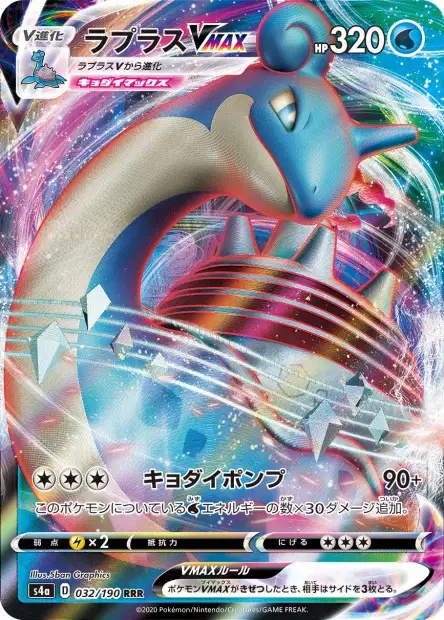 V進化
ラプラスVMAX
HP320
ラプラスVから進化
キョダイマックス
キョダイポンプ 90+
このポケモンについているエネルギーの数×30ダメージ追加。
弱点 ×2 抵抗力 にげる
Illus.5ban Graphics
VMAXルール
s4a D 032/190 RRR
ポケモンVMAXがきぜつしたとき、相手はサイドを3枚とる。
©2020 Pokémon/Nintendo/Creatures/GAME FREAK.